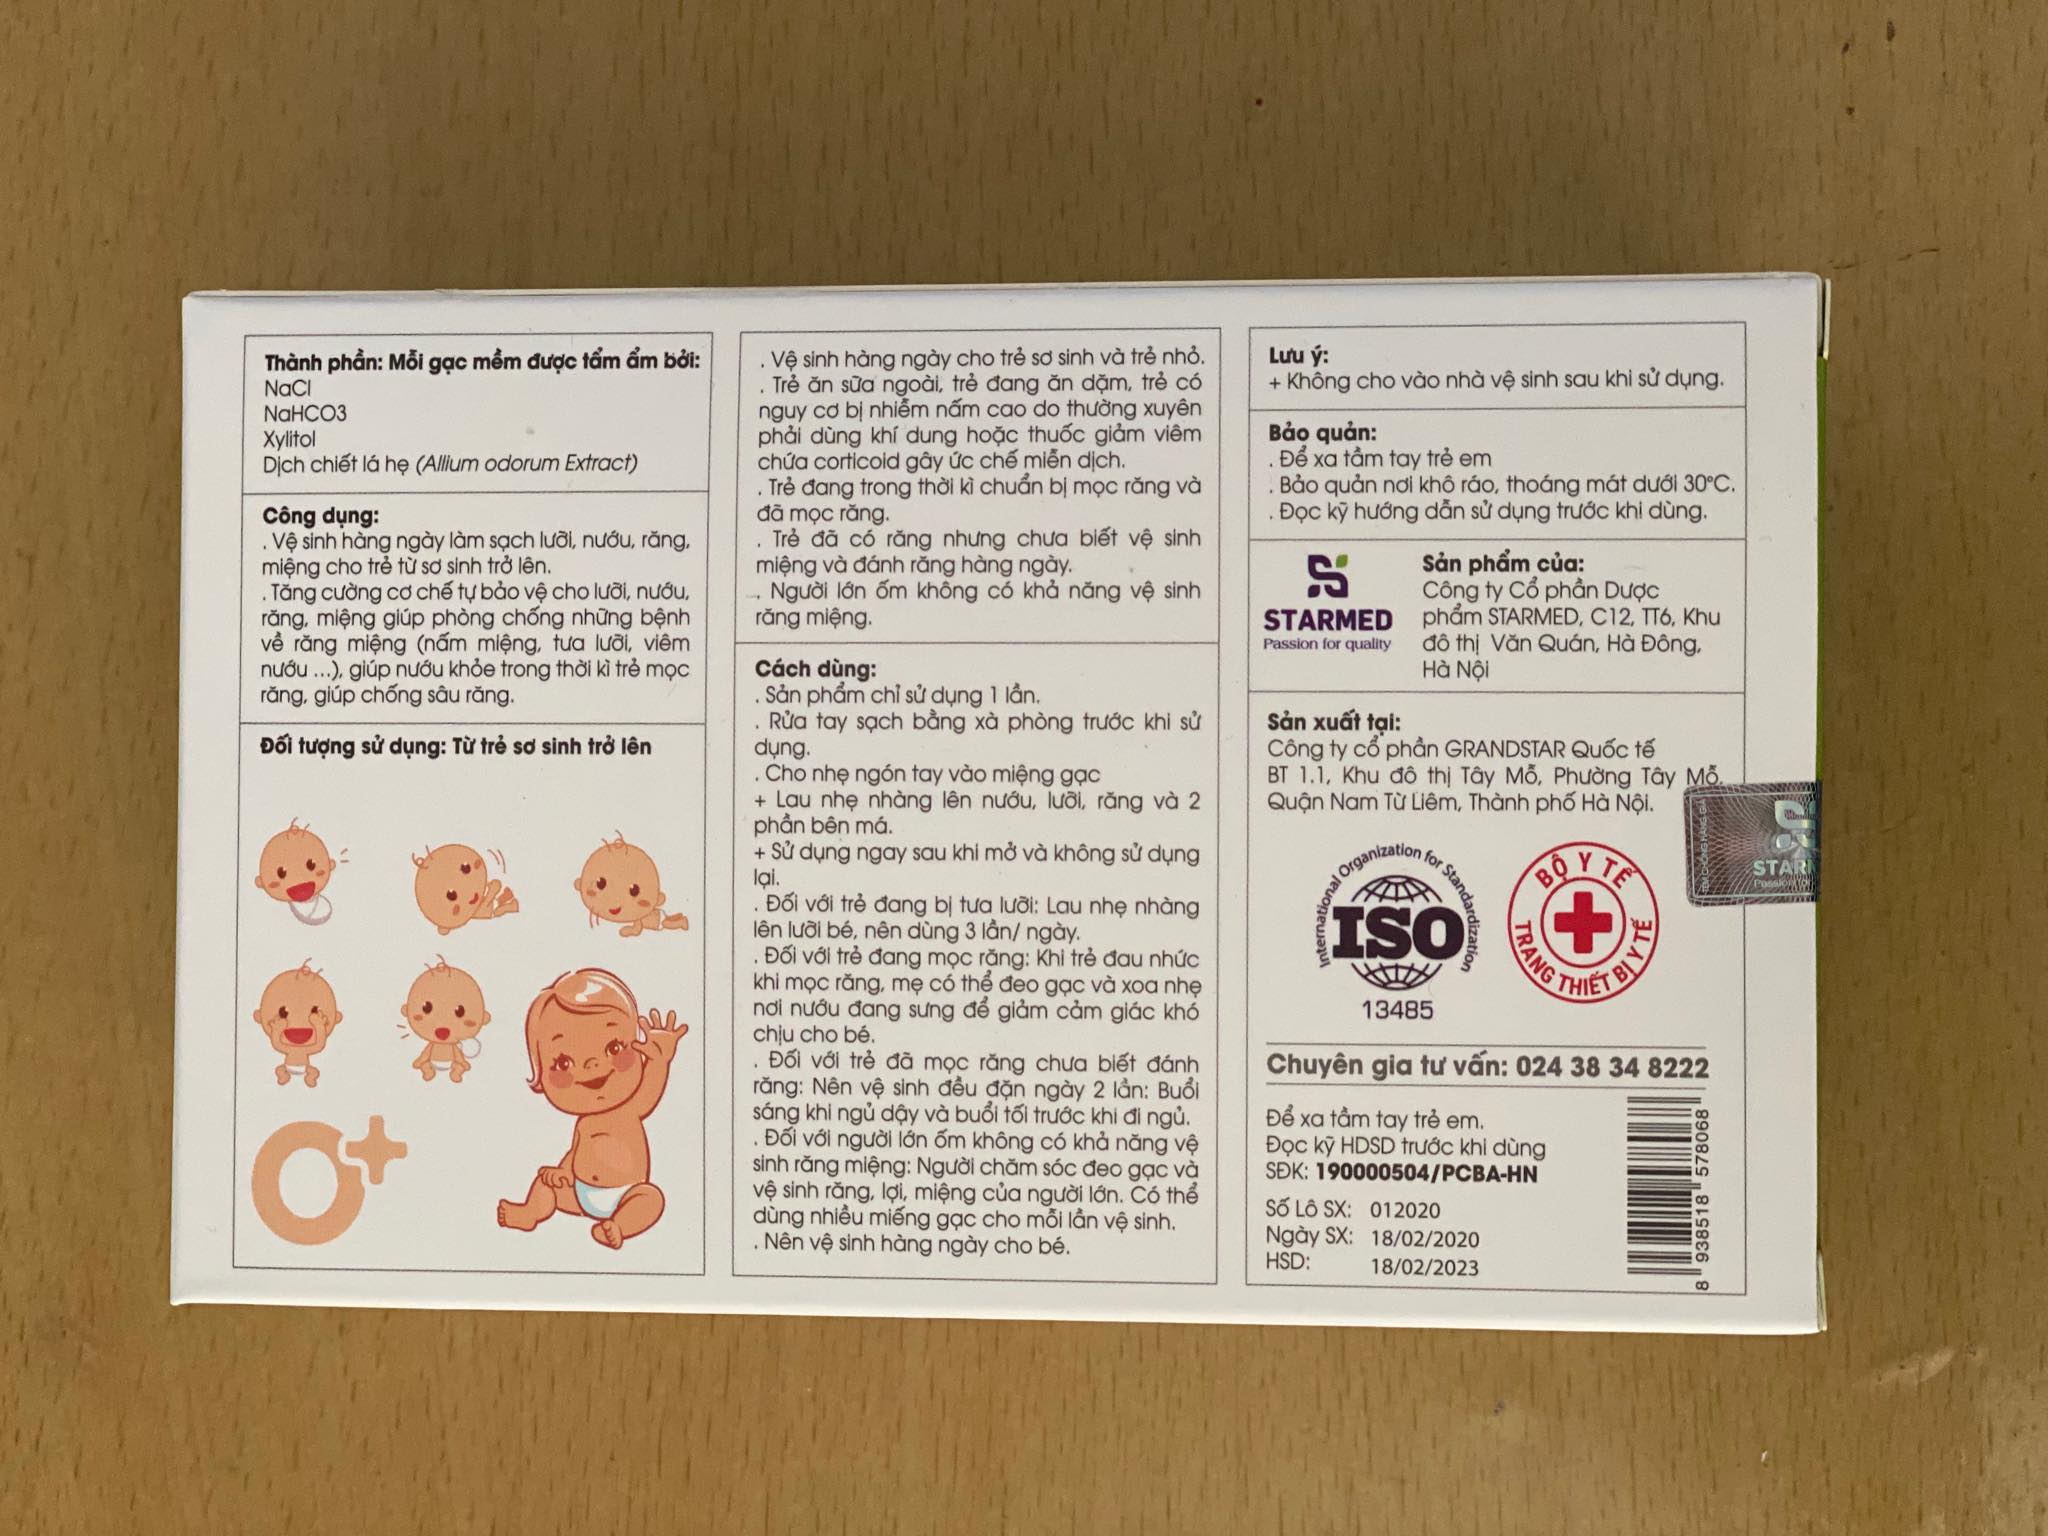 Thành phần: Mỗi gạc mềm được tẩm ẩm bởi:
NaCl
NaHCO3
Xylitol
Dịch chiết lá hẹ (Allium odorum Extract)
Công dụng:
. Vệ sinh hàng ngày làm sạch lưỡi, nướu, răng,
miệng cho trẻ từ sơ sinh trở lên.
. Tăng cường cơ chế tự bảo vệ cho lưỡi, nướu,
răng, miệng giúp phòng chống những bệnh
về răng miệng (nấm miệng, tưa lưỡi, viêm
nướu ...), giúp nướu khỏe trong thời kì trẻ mọc
răng, giúp chống sâu răng.
Đối tượng sử dụng: Từ trẻ sơ sinh trở lên
. Vệ sinh hàng ngày cho trẻ sơ sinh và trẻ nhỏ.
. Trẻ ăn sữa ngoài, trẻ đang ăn dặm, trẻ có
nguy cơ bị nhiễm nấm cao do thường xuyên
phải dùng khí dung hoặc thuốc giảm viêm
chứa corticoid gây ức chế miễn dịch.
. Trẻ đang trong thời kì chuẩn bị mọc răng và
đã mọc răng.
. Trẻ đã có răng nhưng chưa biết vệ sinh
miệng và đánh răng hàng ngày.
. Người lớn ốm không có khả năng vệ sinh
răng miệng.
Cách dùng:
. Sản phẩm chỉ sử dụng 1 lần.
. Rửa tay sạch bằng xà phòng trước khi sử
dụng.
. Cho nhẹ ngón tay vào miệng gạc
+ Lau nhẹ nhàng lên nướu, lưỡi, răng và 2
phần bên má.
+ Sử dụng ngay sau khi mở và không sử dụng
lại.
. Đối với trẻ đang bị tưa lưỡi: Lau nhẹ nhàng
lên lưỡi bé, nên dùng 3 lần/ ngày.
. Đối với trẻ đang mọc răng: Khi trẻ đau nhức
khi mọc răng, mẹ có thể đeo gạc và xoa nhẹ
nơi nướu đang sưng để giảm cảm giác khó
chịu cho bé.
. Đối với trẻ đã mọc răng chưa biết đánh
răng: Nên vệ sinh đều đặn ngày 2 lần: Buổi
sáng khi ngủ dậy và buổi tối trước khi đi ngủ.
. Đối với người lớn ốm không có khả năng vệ
sinh răng miệng: Người chăm sóc đeo gạc và
vệ sinh răng, lợi, miệng của người lớn. Có thể
dùng nhiều miếng gạc cho mỗi lần vệ sinh.
. Nên vệ sinh hàng ngày cho bé.
Lưu ý:
+ Không cho vào nhà vệ sinh sau khi sử dụng.
Bảo quản:
. Để xa tầm tay trẻ em
. Bảo quản nơi khô ráo, thoáng mát dưới 30°C.
. Đọc kỹ hướng dẫn sử dụng trước khi dùng.
STARMED
Passion for quality
Sản phẩm của:
Công ty Cổ phần Dược
phẩm STARMED, C12, TT6, Khu
đô thị Văn Quán, Hà Đông,
Hà Nội
Sản xuất tại:
Công ty cổ phần GRANDSTAR Quốc tế
BT 1.1, Khu đô thị Tây Mỗ, Phường Tây Mỗ,
Quận Nam Từ Liêm, Thành phố Hà Nội.
International Organization for Standardization
ISO
13485
BỘ Y TẾ
TRANG THIẾT BỊ Y TẾ
Chuyên gia tư vấn: 024 38 34 8222
Để xa tầm tay trẻ em.
Đọc kỹ HDSD trước khi dùng
SĐK: 190000504/PCBA-HN
Số Lô SX: 012020
Ngày SX: 18/02/2020
HSD: 18/02/2023
8 938518 578068